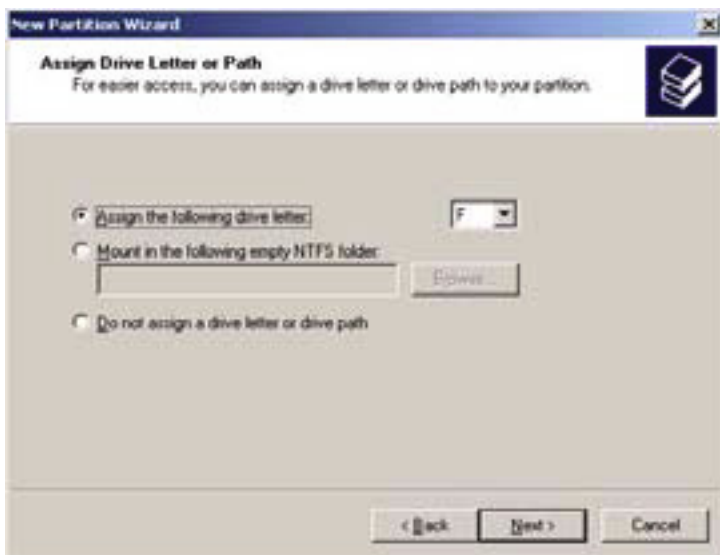 New Partition Wizard
Assign Drive Letter or Path
For easier access, you can assign a drive letter or drive path to your partition.
Assign the following drive letter: F
Mount in the following empty NTFS folder:
Browse...
Do not assign a drive letter or drive path
< Back Next > Cancel